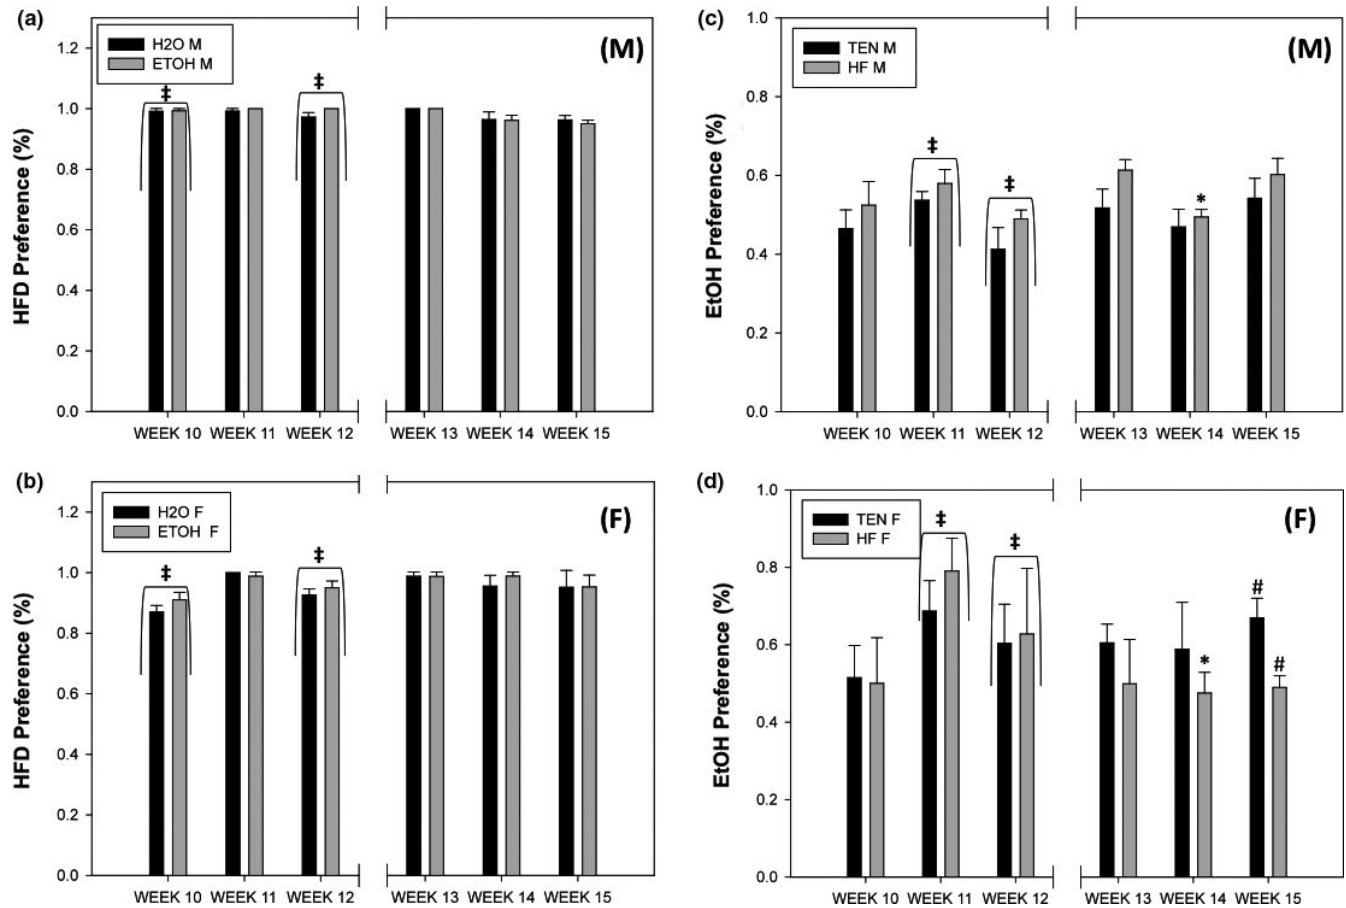 (a)
HFD Preference (%)
1.2
1.0
0.8
0.6
0.4
0.2
0.0
H2O M
ETOH M
(M)
‡
‡
WEEK 10 WEEK 11 WEEK 12 WEEK 13 WEEK 14 WEEK 15
(c)
EtOH Preference (%)
1.0
0.8
0.6
0.4
0.2
0.0
TEN M
HF M
(M)
‡
‡
*
WEEK 10 WEEK 11 WEEK 12 WEEK 13 WEEK 14 WEEK 15
(b)
HFD Preference (%)
1.2
1.0
0.8
0.6
0.4
0.2
0.0
H2O F
ETOH F
(F)
‡
‡
WEEK 10 WEEK 11 WEEK 12 WEEK 13 WEEK 14 WEEK 15
(d)
EtOH Preference (%)
1.0
0.8
0.6
0.4
0.2
0.0
TEN F
HF F
(F)
‡
‡
*
#
#
WEEK 10 WEEK 11 WEEK 12 WEEK 13 WEEK 14 WEEK 15